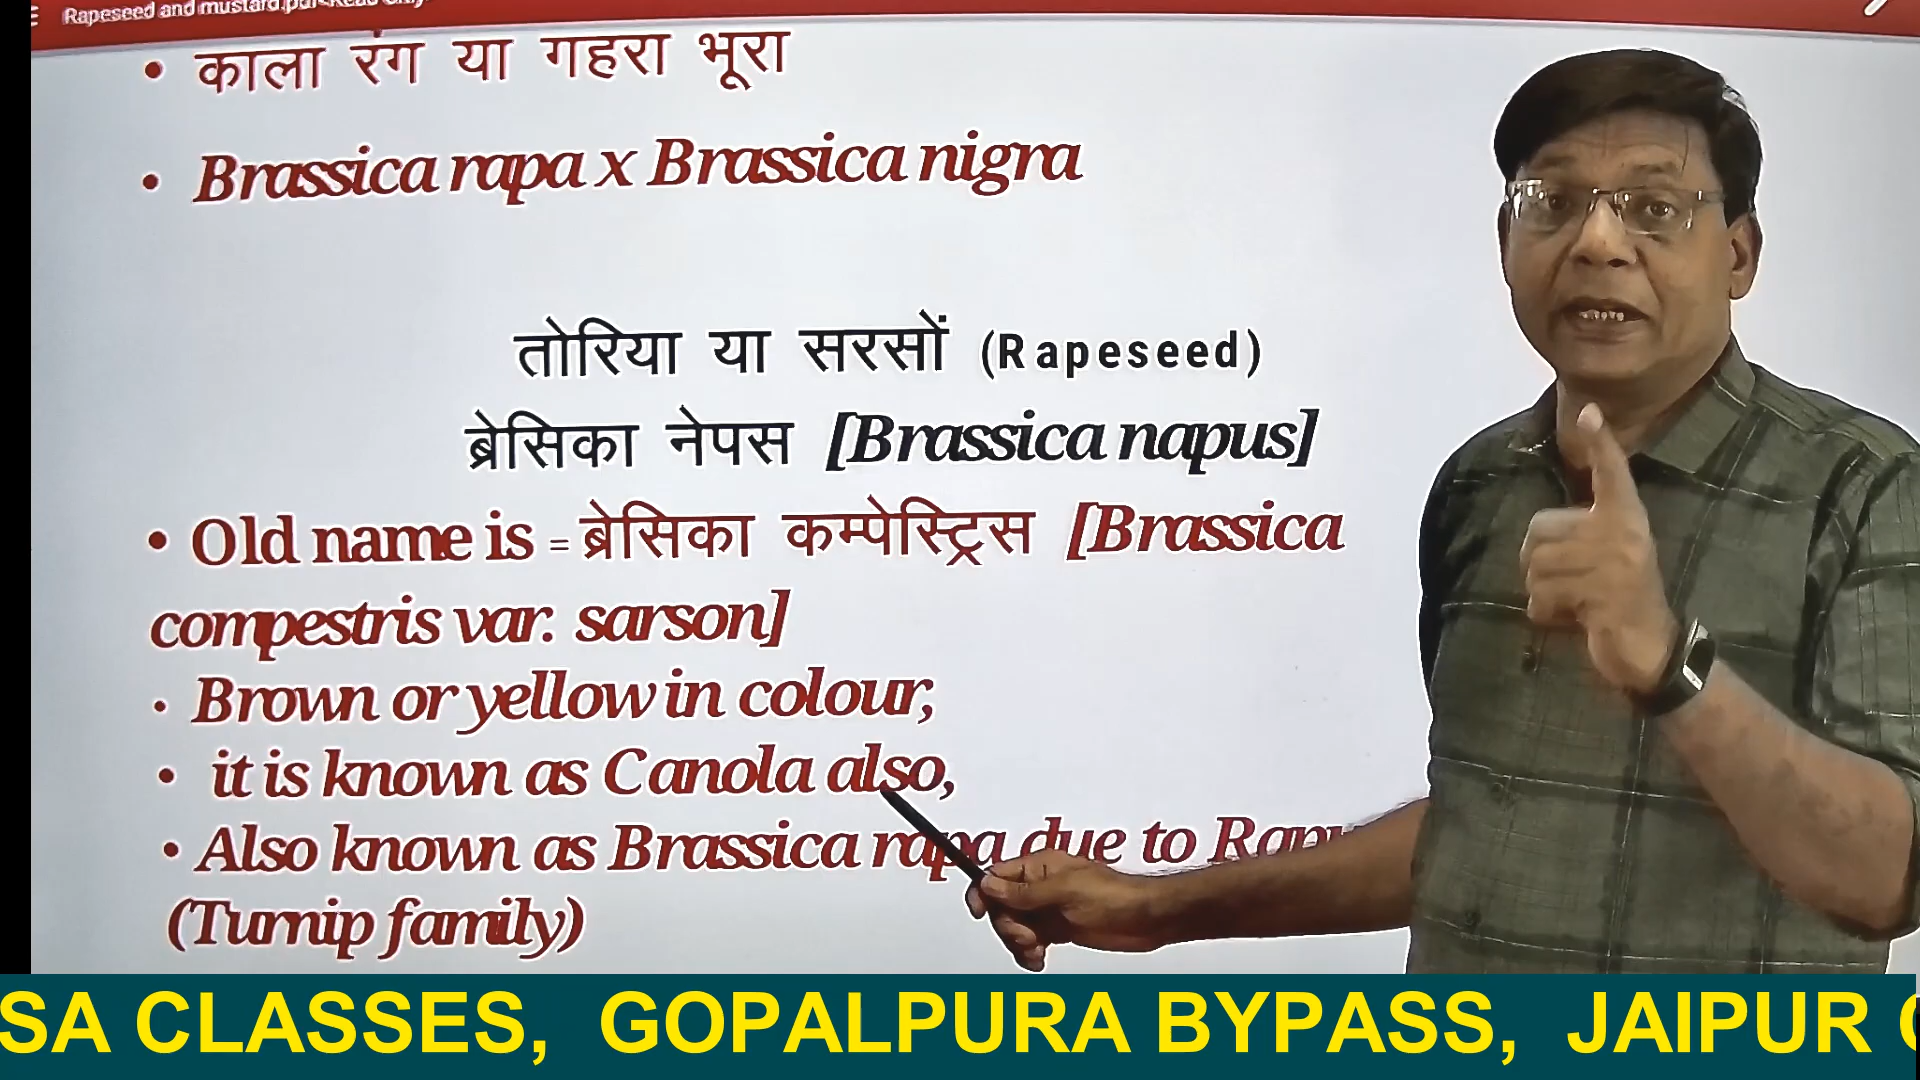 Rapeseed and mustard.pdf
• काला रंग या गहरा भूरा
• Brassica rapa x Brassica nigra
तोरिया या सरसों (Rapeseed)
ब्रेसिका नेपस [Brassica napus]
• Old name is = ब्रेसिका कम्पेस्ट्रिस [Brassica
compestris var. sarson]
• Brown or yellow in colour;
• it is known as Canola also,
• Also known as Brassica rapa due to
(Turnip family)
SA CLASSES, GOPALPURA BYPASS, JAIPUR